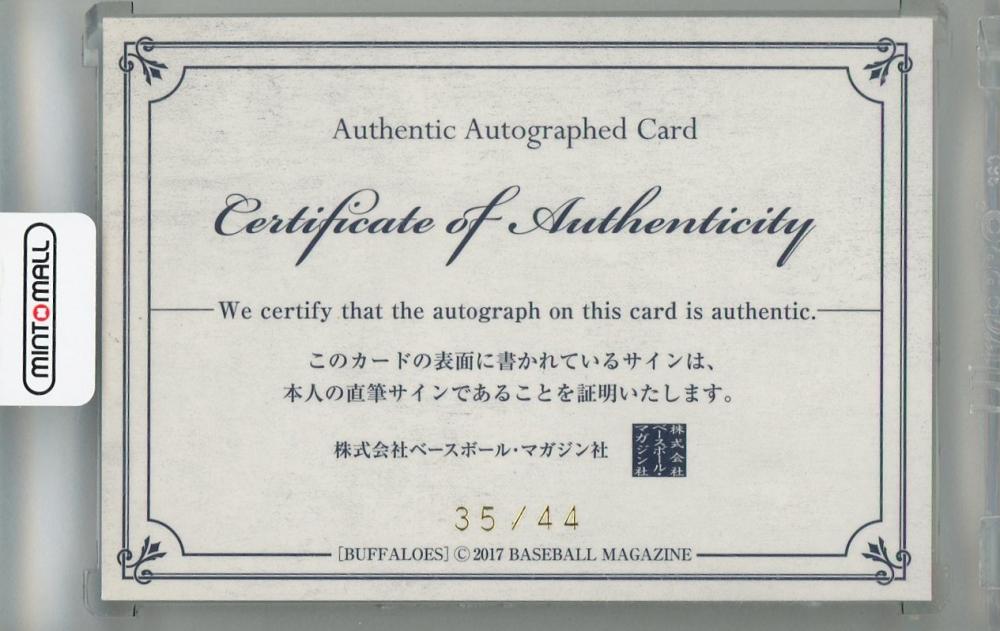 Authentic Autographed Card
Certificate of Authenticity
We certify that the autograph on this card is authentic.
このカードの表面に書かれているサインは、
本人の直筆サインであることを証明いたします。
株式会社ベースボール・マガジン社
株式会社
ベースボール・
マガジン社
35/44
[BUFFALOES] © 2017 BASEBALL MAGAZINE
MINTOMALL